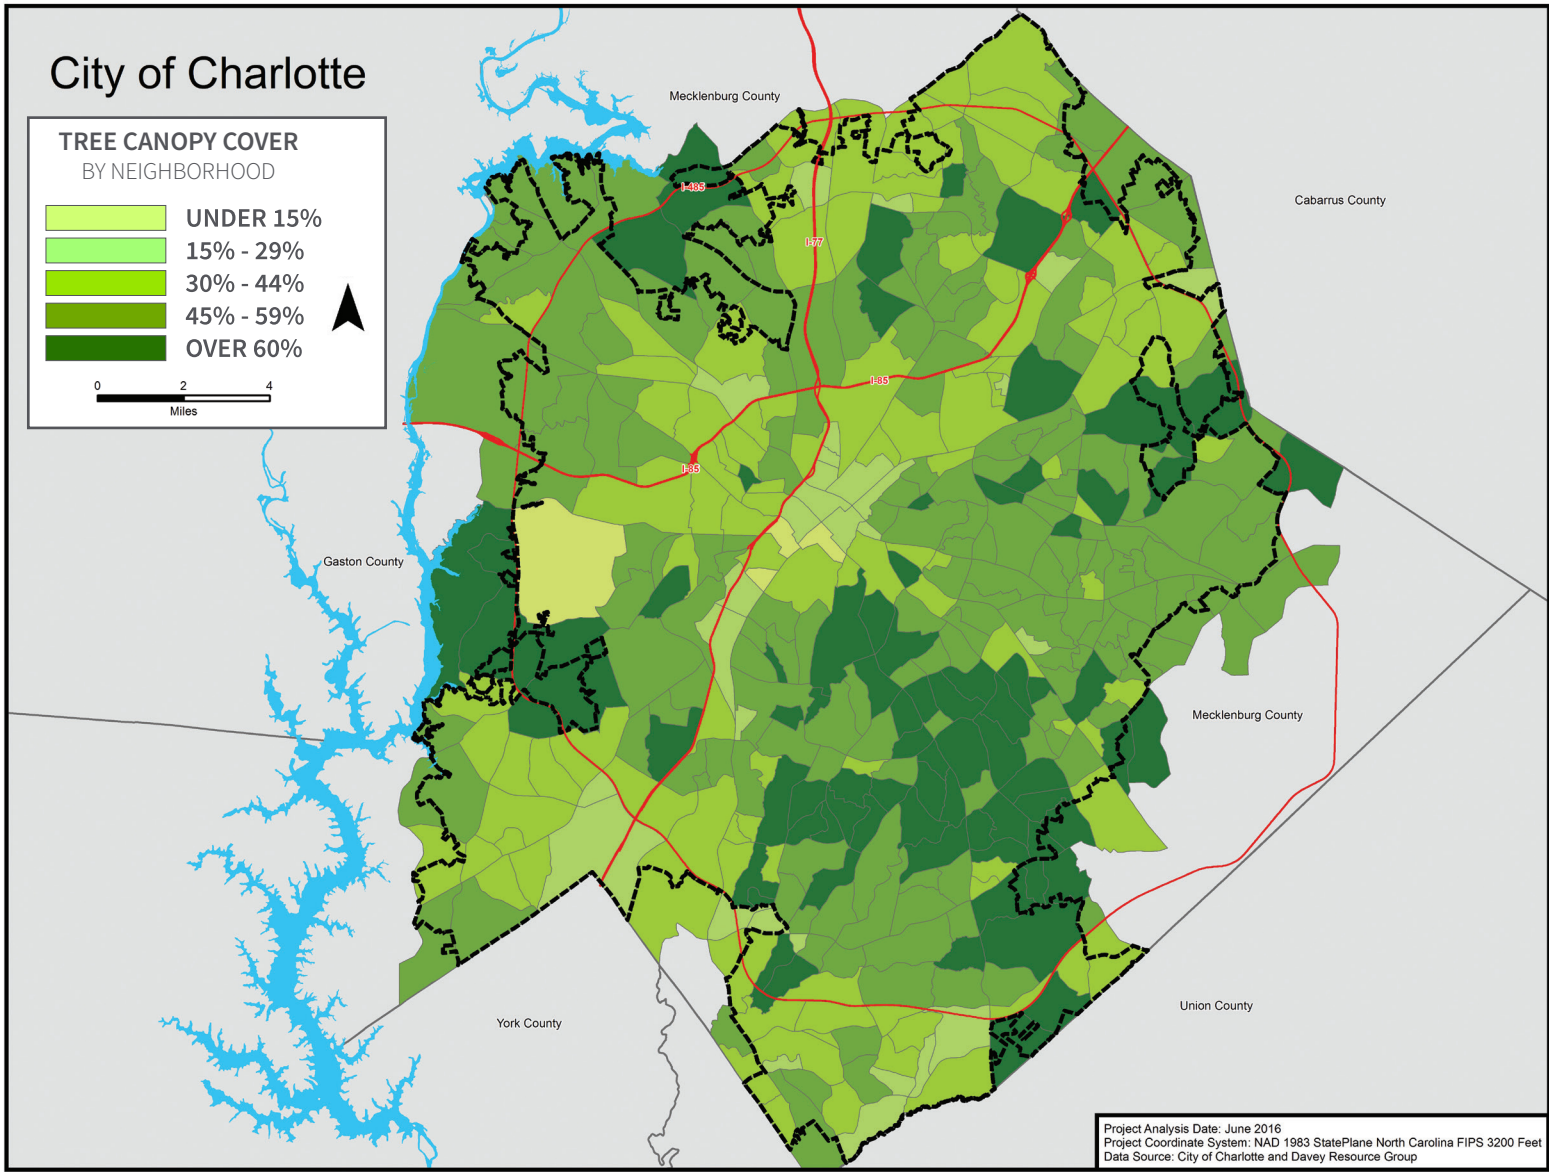 City of Charlotte
TREE CANOPY COVER
BY NEIGHBORHOOD
UNDER 15%
15% - 29%
30% - 44%
45% - 59%
OVER 60%
0 2 4
Miles
Mecklenburg County
Cabarrus County
I-485
I-77
I-85
I-85
Gaston County
Mecklenburg County
York County
Union County
Project Analysis Date: June 2016
Project Coordinate System: NAD 1983 StatePlane North Carolina FIPS 3200 Feet
Data Source: City of Charlotte and Davey Resource Group